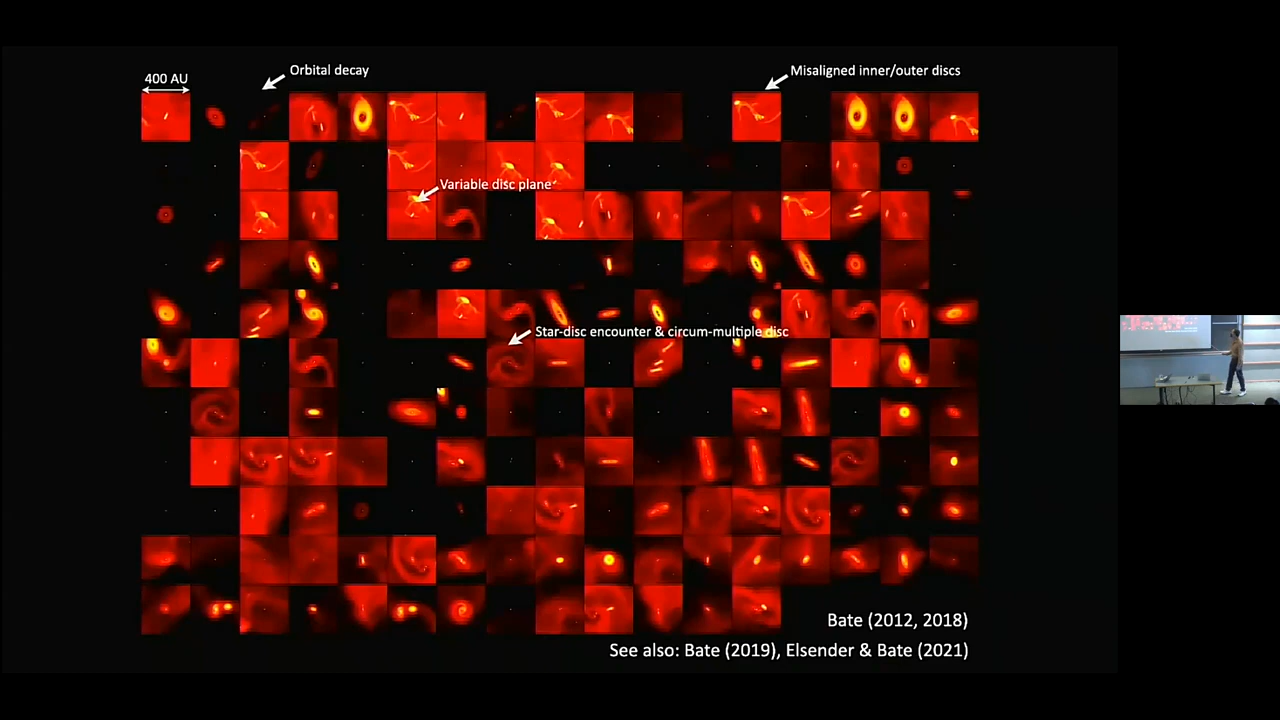 400 AU
Orbital decay
Misaligned inner/outer discs
Variable disc plane
Star-disc encounter & circum-multiple disc
Bate (2012, 2018)
See also: Bate (2019), Elsender & Bate (2021)